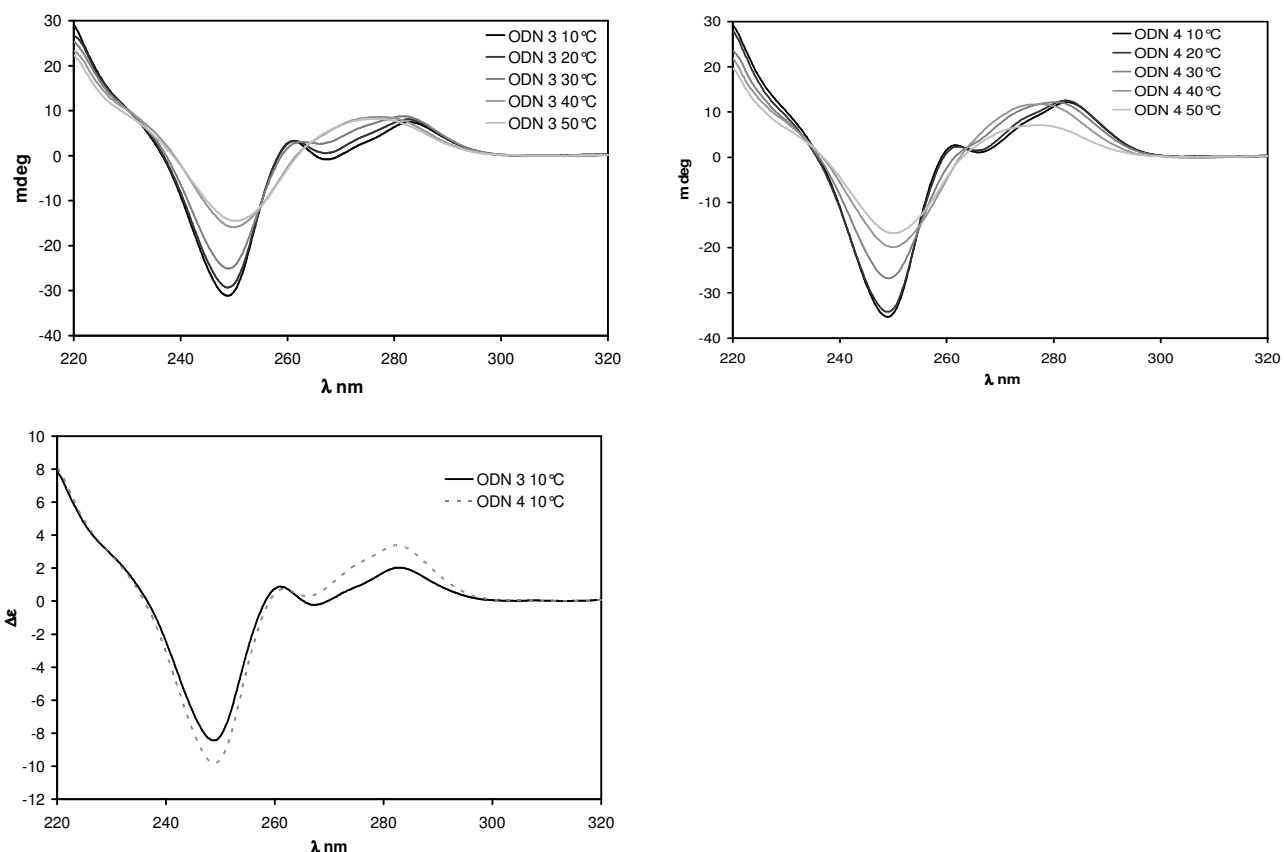 30
20
10
0
-10
-20
-30
-40
mdeg
ODN 3 10°C
ODN 3 20°C
ODN 3 30°C
ODN 3 40°C
ODN 3 50°C
220 240 260 280 300 320
λ nm
30
20
10
0
-10
-20
-30
-40
m deg
ODN 4 10°C
ODN 4 20°C
ODN 4 30°C
ODN 4 40°C
ODN 4 50°C
220 240 260 280 300 320
λ nm
10
8
6
4
2
0
-2
-4
-6
-8
-10
-12
Δε
ODN 3 10°C
ODN 4 10°C
220 240 260 280 300 320
λ nm